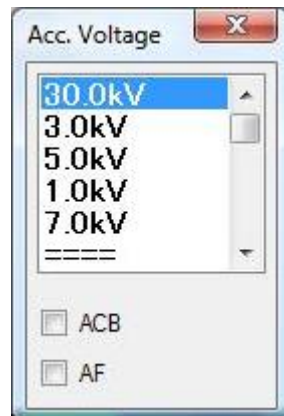 Acc. Voltage
30.0kV
3.0kV
5.0kV
1.0kV
7.0kV
====
ACB
AF